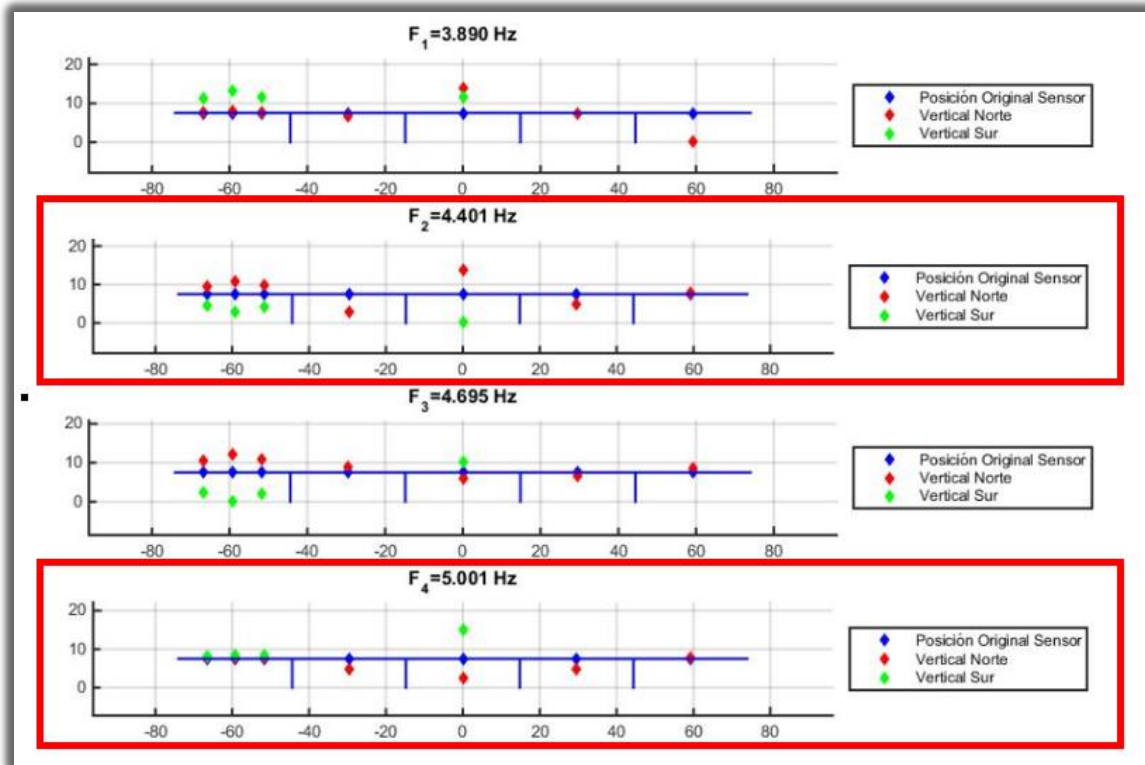 F1=3.890 Hz
20
10
0
-80 -60 -40 -20 0 20 40 60 80
Posición Original Sensor
Vertical Norte
Vertical Sur
F2=4.401 Hz
20
10
0
-80 -60 -40 -20 0 20 40 60 80
Posición Original Sensor
Vertical Norte
Vertical Sur
F3=4.695 Hz
20
10
0
-80 -60 -40 -20 0 20 40 60 80
Posición Original Sensor
Vertical Norte
Vertical Sur
F4=5.001 Hz
20
10
0
-80 -60 -40 -20 0 20 40 60 80
Posición Original Sensor
Vertical Norte
Vertical Sur